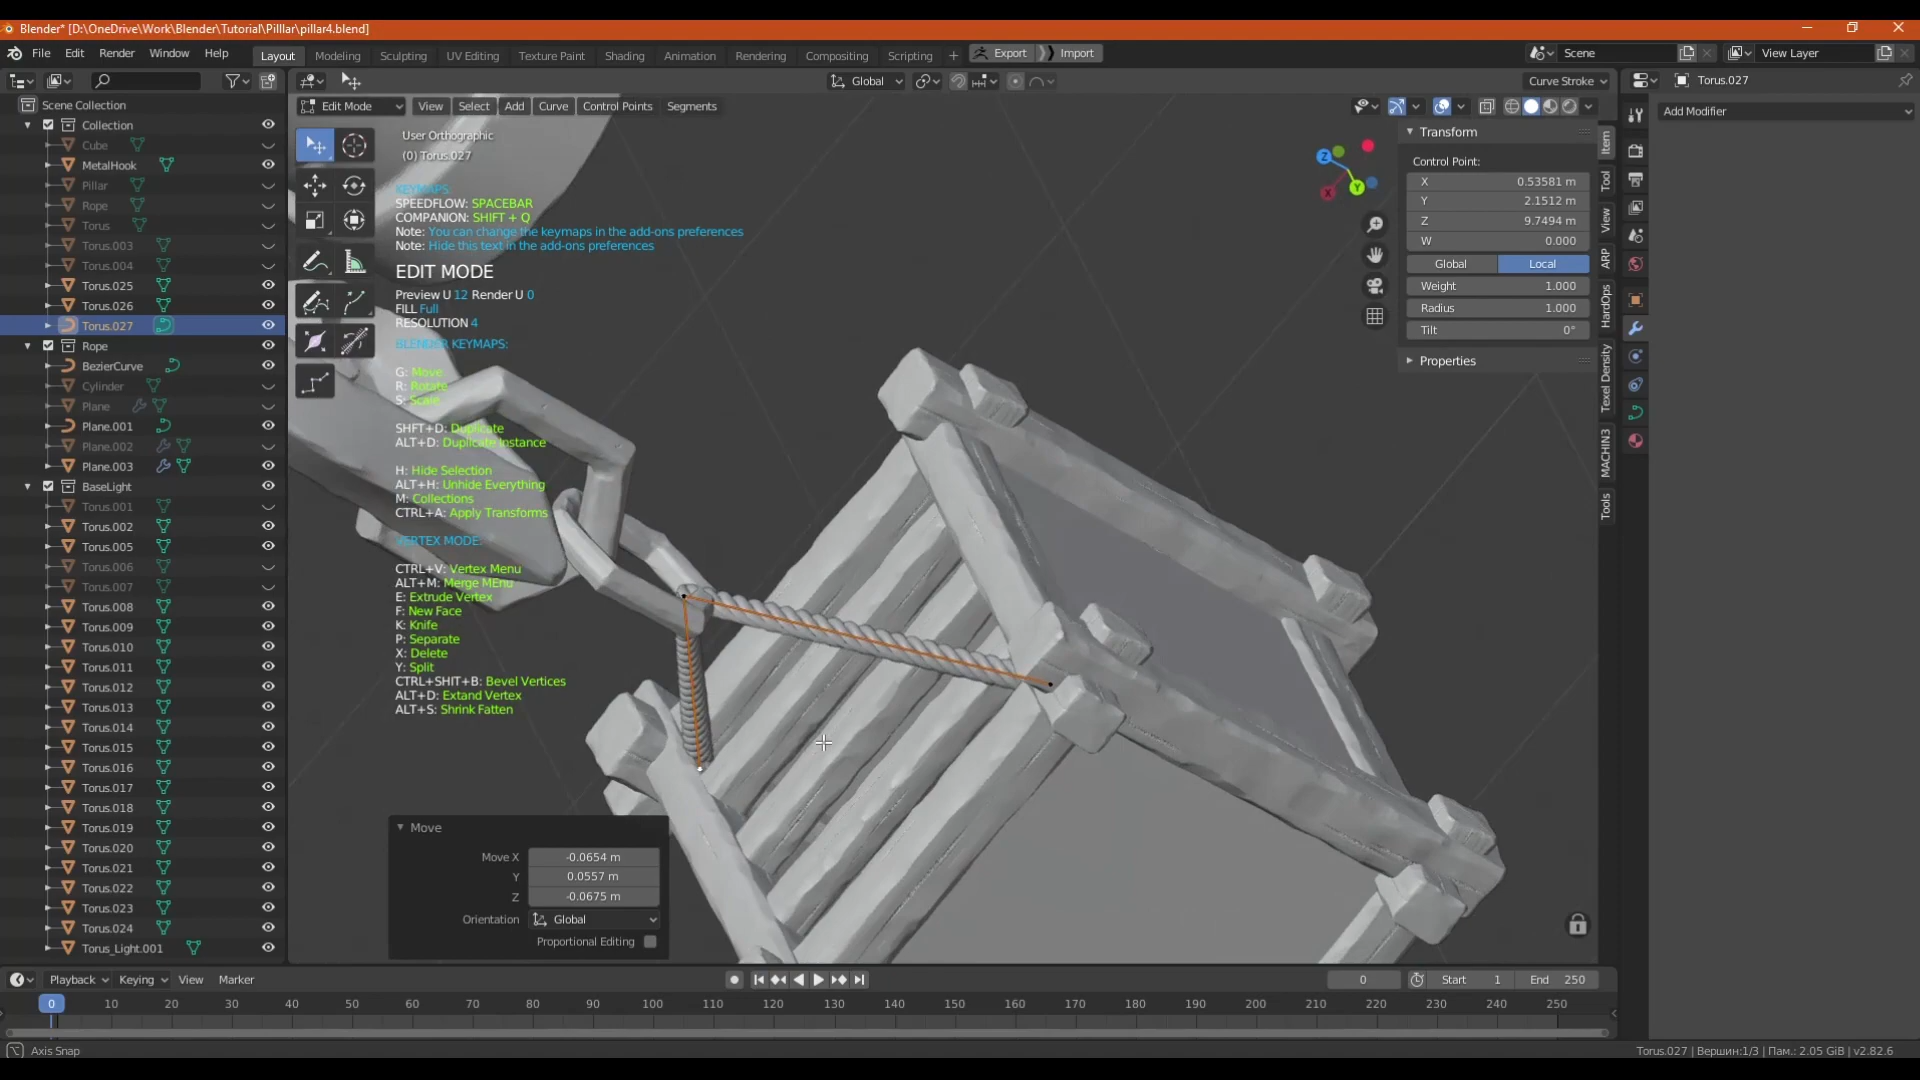 Blender* [D:\OneDrive\Work\Blender\Tutorial\Pilllar\pillar4.blend]
File Edit Render Window Help Layout Modeling Sculpting UV Editing Texture Paint Shading Animation Rendering Compositing Scripting + Export Import Scene View Layer
Global Curve Stroke Torus.027
Scene Collection
Edit Mode View Select Add Curve Control Points Segments
Add Modifier
Collection
Cube
MetalHook
Pillar
Rope
Torus
Torus.003
Torus.004
Torus.025
Torus.026
Torus.027
Rope
BezierCurve
Cylinder
Plane
Plane.001
Plane.002
Plane.003
BaseLight
Torus.001
Torus.002
Torus.005
Torus.006
Torus.007
Torus.008
Torus.009
Torus.010
Torus.011
Torus.012
Torus.013
Torus.014
Torus.015
Torus.016
Torus.017
Torus.018
Torus.019
Torus.020
Torus.021
Torus.022
Torus.023
Torus.024
Torus_Light.001
User Orthographic
(0) Torus.027
KEYMAPS:
SPEEDFLOW: SPACEBAR
COMPANION: SHIFT + Q
Note: You can change the keymaps in the add-ons preferences
Note: Hide this text in the add-ons preferences
EDIT MODE
Preview U 12 Render U 0
FILL Full
RESOLUTION 4
BLENDER KEYMAPS:
G: Move
R: Rotate
S: Scale
SHFT+D: Duplicate
ALT+D: Duplicate Instance
H: Hide Selection
ALT+H: Unhide Everything
M: Collections
CTRL+A: Apply Transforms
VERTEX MODE:
CTRL+V: Vertex Menu
ALT+M: Merge MEnu
E: Extrude Vertex
F: New Face
K: Knife
P: Separate
X: Delete
Y: Split
CTRL+SHIT+B: Bevel Vertices
ALT+D: Extand Vertex
ALT+S: Shrink Fatten
Z
Y
X
Transform
Control Point:
X 0.53581 m
Y 2.1512 m
Z 9.7494 m
W 0.000
Global Local
Weight 1.000
Radius 1.000
Tilt 0°
Properties
Item
Tool
View
ARP
HardOps
Texel Density
MACHIN3
Tools
Move
Move X -0.0654 m
Y 0.0557 m
Z -0.0675 m
Orientation Global
Proportional Editing
Playback Keying View Marker 0 Start 1 End 250
0 10 20 30 40 50 60 70 80 90 100 110 120 130 140 150 160 170 180 190 200 210 220 230 240 250
Axis Snap
Torus.027 | Вершин:1/3 | Пам.: 2.05 GiB | v2.82.6